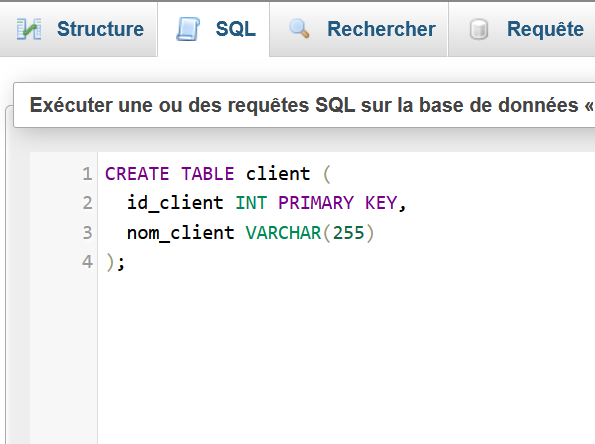 Structure SQL Rechercher Requête
Exécuter une ou des requêtes SQL sur la base de données «
1 CREATE TABLE client (
2 id_client INT PRIMARY KEY,
3 nom_client VARCHAR(255)
4 );